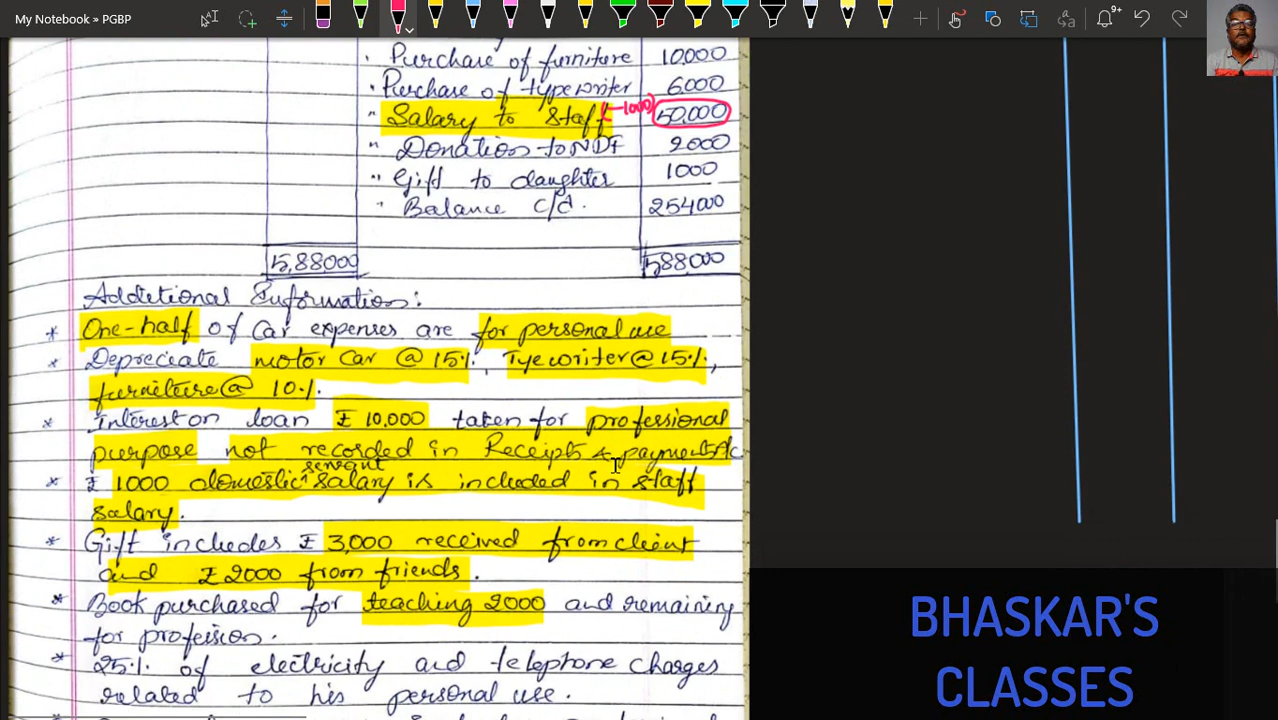 My Notebook » PGBP
9+
" Purchase of furniture 10,000
" Purchase of typewriter 6000
" Salary to Staff -1000 50,000
" Donation to NDF 2000
" Gift to daughter 1000
" Balance c/d. 254000
5,88000 588000
Additional Information:
* One-half of Car expenses are for personal use
* Depreciate motor Car @ 15%, Tyewriter @ 15%,
furniture @ 10%.
* Interest on loan ₹ 10,000 taken for professional
purpose not recorded in Receipts & payments A/c
servant
* ₹ 1000 domestic salary is included in staff
salary.
* Gift includes ₹ 3,000 received from client
and ₹ 2000 from friends.
* Book purchased for teaching 2000 and remaining
for profession.
* 25% of electricity and telephone charges
related to his personal use.
BHASKAR'S
CLASSES